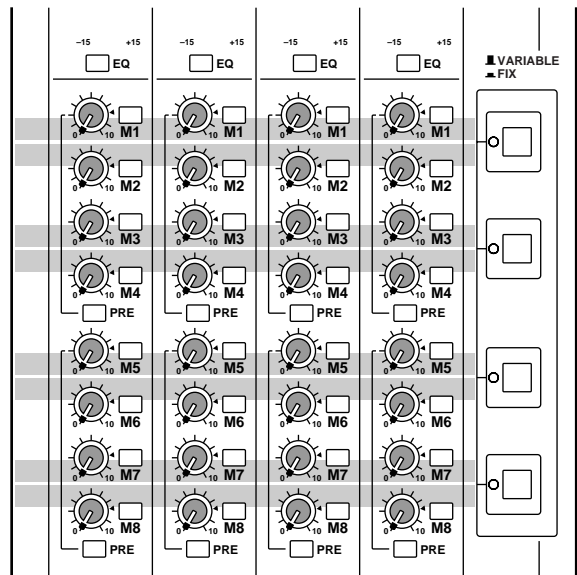 –15 +15 –15 +15 –15 +15 –15 +15
EQ EQ EQ EQ
VARIABLE
FIX
0 10 M1 0 10 M1 0 10 M1 0 10 M1
0 10 M2 0 10 M2 0 10 M2 0 10 M2
0 10 M3 0 10 M3 0 10 M3 0 10 M3
0 10 M4 0 10 M4 0 10 M4 0 10 M4
PRE PRE PRE PRE
0 10 M5 0 10 M5 0 10 M5 0 10 M5
0 10 M6 0 10 M6 0 10 M6 0 10 M6
0 10 M7 0 10 M7 0 10 M7 0 10 M7
0 10 M8 0 10 M8 0 10 M8 0 10 M8
PRE PRE PRE PRE